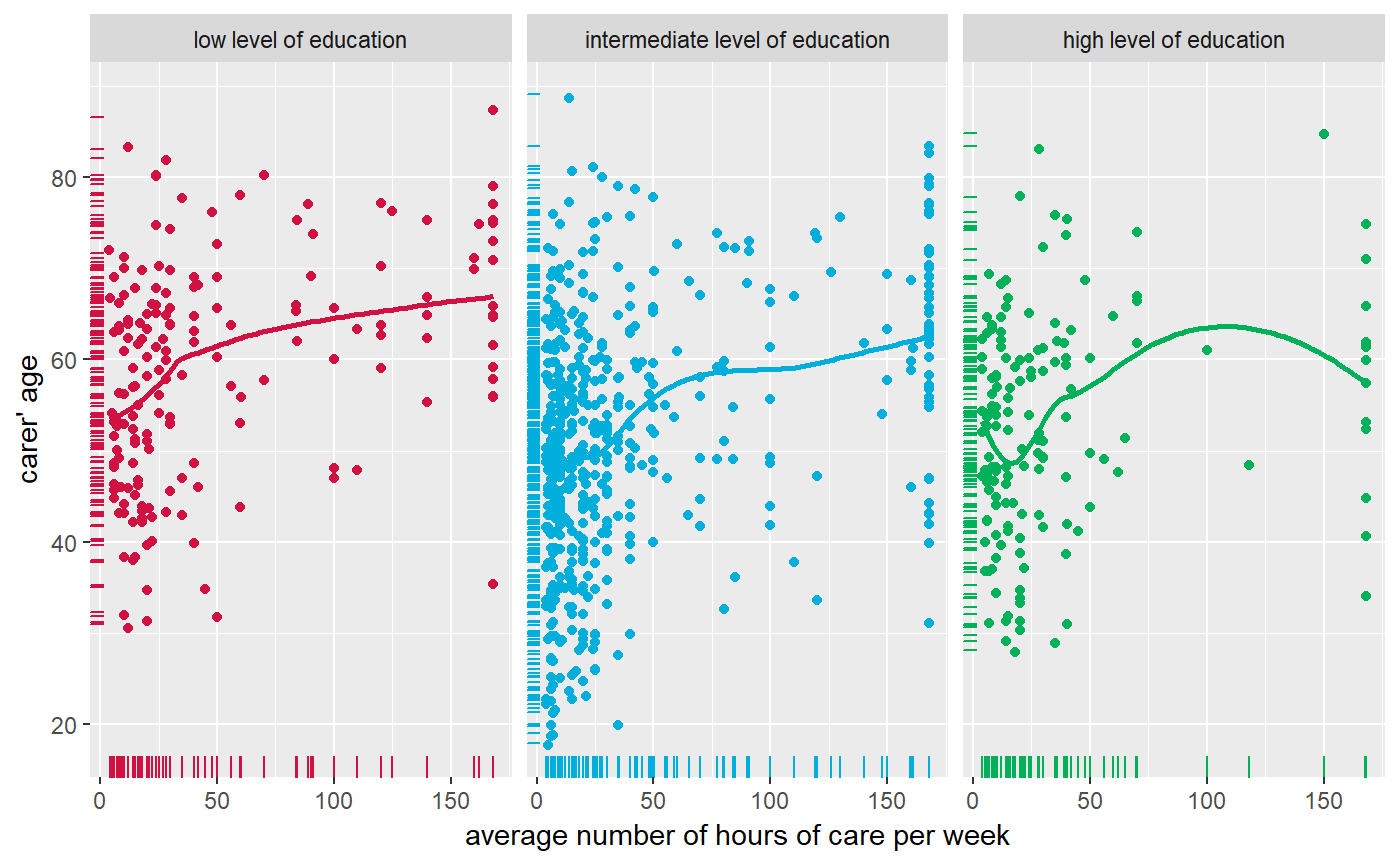 low level of education
intermediate level of education
high level of education
80
60
40
20
carer' age
0 50 100 150
0 50 100 150
0 50 100 150
average number of hours of care per week